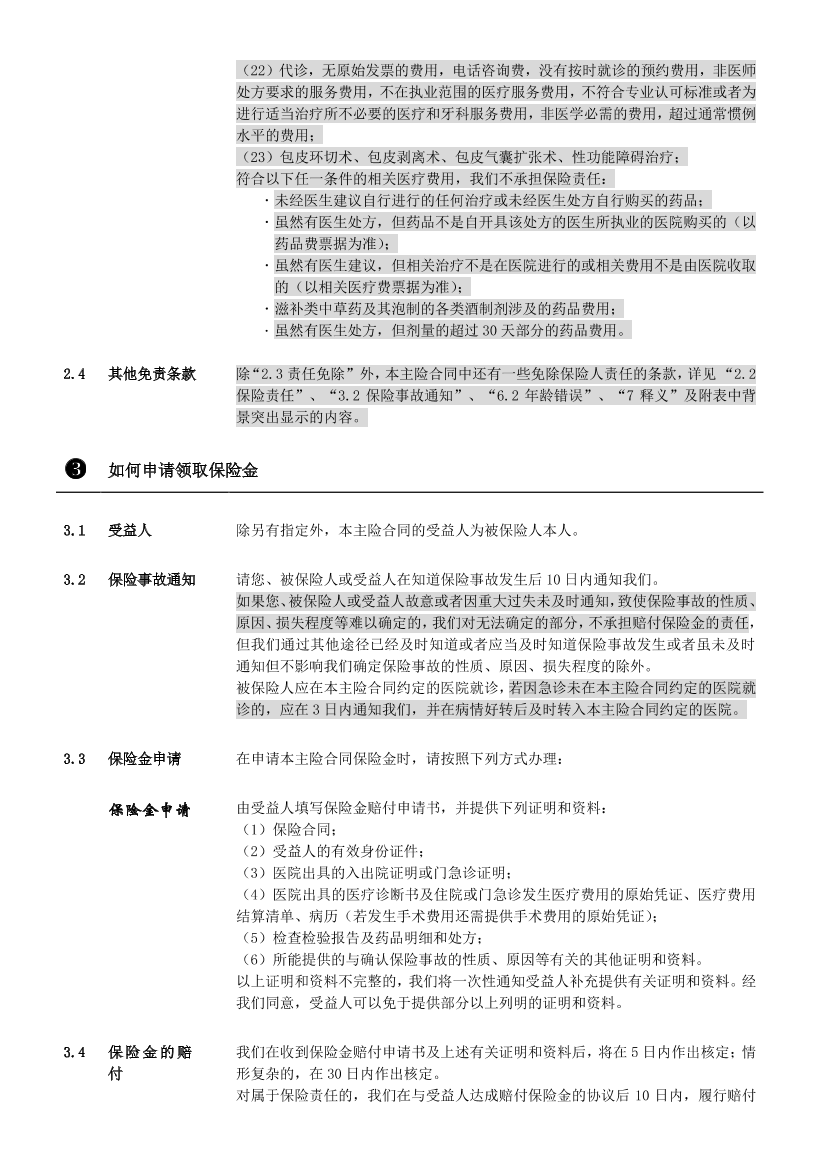 （22）代诊，无原始发票的费用，电话咨询费，没有按时就诊的预约费用，非医师
处方要求的服务费用，不在执业范围的医疗服务费用，不符合专业认可标准或者为
进行适当治疗所不必要的医疗和牙科服务费用，非医学必需的费用，超过通常惯例
水平的费用；
（23）包皮环切术、包皮剥离术、包皮气囊扩张术、性功能障碍治疗；
符合以下任一条件的相关医疗费用，我们不承担保险责任：
·未经医生建议自行进行的任何治疗或未经医生处方自行购买的药品；
·虽然有医生处方，但药品不是自开具该处方的医生所执业的医院购买的（以
药品费票据为准）；
·虽然有医生建议，但相关治疗不是在医院进行的或相关费用不是由医院收取
的（以相关医疗费票据为准）；
·滋补类中草药及其泡制的各类酒制剂涉及的药品费用；
·虽然有医生处方，但剂量的超过 30 天部分的药品费用。
2.4 其他免责条款 除“2.3 责任免除”外，本主险合同中还有一些免除保险人责任的条款，详见 “2.2
保险责任”、“3.2 保险事故通知”、“6.2 年龄错误”、“7 释义”及附表中背
景突出显示的内容。
❸ 如何申请领取保险金
3.1 受益人 除另有指定外，本主险合同的受益人为被保险人本人。
3.2 保险事故通知 请您、被保险人或受益人在知道保险事故发生后 10 日内通知我们。
如果您、被保险人或受益人故意或者因重大过失未及时通知，致使保险事故的性质、
原因、损失程度等难以确定的，我们对无法确定的部分，不承担赔付保险金的责任，
但我们通过其他途径已经及时知道或者应当及时知道保险事故发生或者虽未及时
通知但不影响我们确定保险事故的性质、原因、损失程度的除外。
被保险人应在本主险合同约定的医院就诊，若因急诊未在本主险合同约定的医院就
诊的，应在 3 日内通知我们，并在病情好转后及时转入本主险合同约定的医院。
3.3 保险金申请 在申请本主险合同保险金时，请按照下列方式办理：
保险金申请 由受益人填写保险金赔付申请书，并提供下列证明和资料：
（1）保险合同；
（2）受益人的有效身份证件；
（3）医院出具的入出院证明或门急诊证明；
（4）医院出具的医疗诊断书及住院或门急诊发生医疗费用的原始凭证、医疗费用
结算清单、病历（若发生手术费用还需提供手术费用的原始凭证）；
（5）检查检验报告及药品明细和处方；
（6）所能提供的与确认保险事故的性质、原因等有关的其他证明和资料。
以上证明和资料不完整的，我们将一次性通知受益人补充提供有关证明和资料。经
我们同意，受益人可以免于提供部分以上列明的证明和资料。
3.4 保险金的赔 我们在收到保险金赔付申请书及上述有关证明和资料后，将在 5 日内作出核定；情
付 形复杂的，在 30 日内作出核定。
对属于保险责任的，我们在与受益人达成赔付保险金的协议后 10 日内，履行赔付